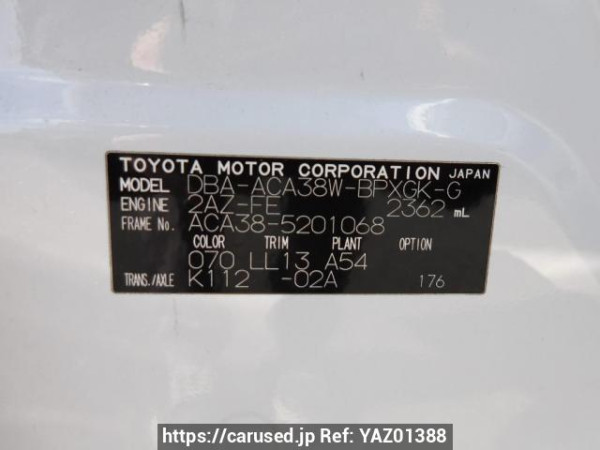 TOYOTA MOTOR CORPORATION JAPAN
MODEL DBA-ACA38W-BPXGK-G
ENGINE 2AZ-FE 2362 mL
FRAME No. ACA38-5201068
COLOR TRIM PLANT OPTION
070 LL13 A54
TRANS./AXLE K112 -02A 176
https://carused.jp Ref: YAZ01388